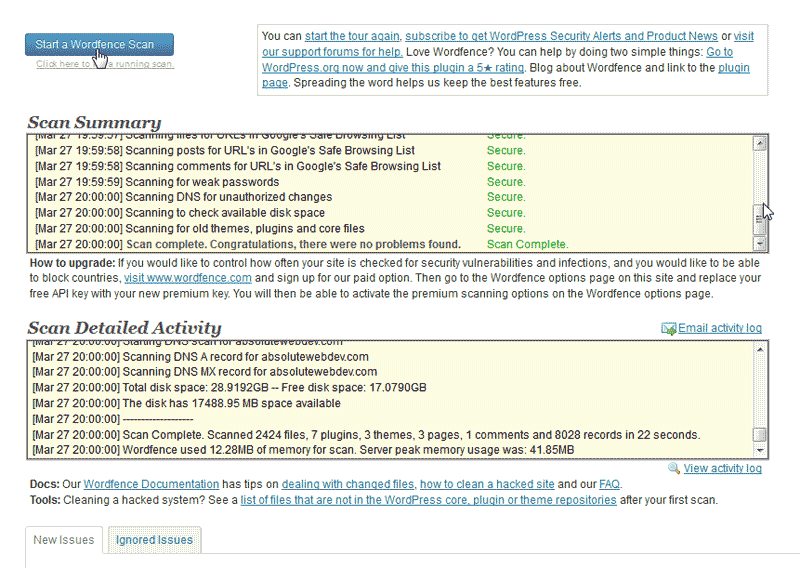 Start a Wordfence Scan
Click here to a running scan.
You can start the tour again, subscribe to get WordPress Security Alerts and Product News or visit
our support forums for help. Love Wordfence? You can help by doing two simple things: Go to
WordPress.org now and give this plugin a 5★ rating. Blog about Wordfence and link to the plugin
page. Spreading the word helps us keep the best features free.
Scan Summary
[Mar 27 19:59:57] Scanning files for URLs in Google's Safe Browsing List Secure.
[Mar 27 19:59:58] Scanning posts for URL's in Google's Safe Browsing List Secure.
[Mar 27 19:59:58] Scanning comments for URL's in Google's Safe Browsing List Secure.
[Mar 27 19:59:59] Scanning for weak passwords Secure.
[Mar 27 20:00:00] Scanning DNS for unauthorized changes Secure.
[Mar 27 20:00:00] Scanning to check available disk space Secure.
[Mar 27 20:00:00] Scanning for old themes, plugins and core files Secure.
[Mar 27 20:00:00] Scan complete. Congratulations, there were no problems found. Scan Complete.
How to upgrade: If you would like to control how often your site is checked for security vulnerabilities and infections, and you would like to be able
to block countries, visit www.wordfence.com and sign up for our paid option. Then go to the Wordfence options page on this site and replace your
free API key with your new premium key. You will then be able to activate the premium scanning options on the Wordfence options page.
Scan Detailed Activity
Email activity log
[Mar 27 20:00:00] Starting DNS scan for absolutewebdev.com
[Mar 27 20:00:00] Scanning DNS A record for absolutewebdev.com
[Mar 27 20:00:00] Scanning DNS MX record for absolutewebdev.com
[Mar 27 20:00:00] Total disk space: 28.9192GB -- Free disk space: 17.0790GB
[Mar 27 20:00:00] The disk has 17488.95 MB space available
[Mar 27 20:00:00] -------------------
[Mar 27 20:00:00] Scan Complete. Scanned 2424 files, 7 plugins, 3 themes, 3 pages, 1 comments and 8028 records in 22 seconds.
[Mar 27 20:00:00] Wordfence used 12.28MB of memory for scan. Server peak memory usage was: 41.85MB
View activity log
Docs: Our Wordfence Documentation has tips on dealing with changed files, how to clean a hacked site and our FAQ.
Tools: Cleaning a hacked system? See a list of files that are not in the WordPress core, plugin or theme repositories after your first scan.
New Issues
Ignored Issues